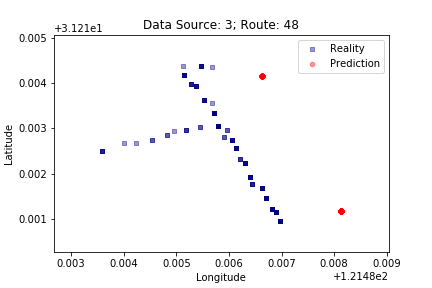 Data Source: 3; Route: 48
+3.121e1
Reality
Prediction
0.005
0.004
0.003
0.002
0.001
Latitude
0.003 0.004 0.005 0.006 0.007 0.008 0.009
Longitude
+1.2148e2